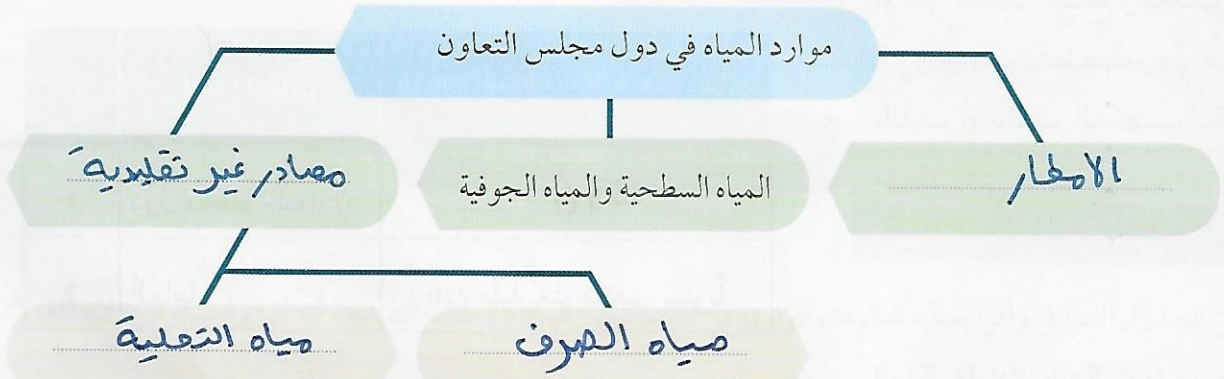 موارد المياه في دول مجلس التعاون
الامطار
المياه السطحية والمياه الجوفية
مصادر غير تقليدية
مياه الصرف
مياه التحلية